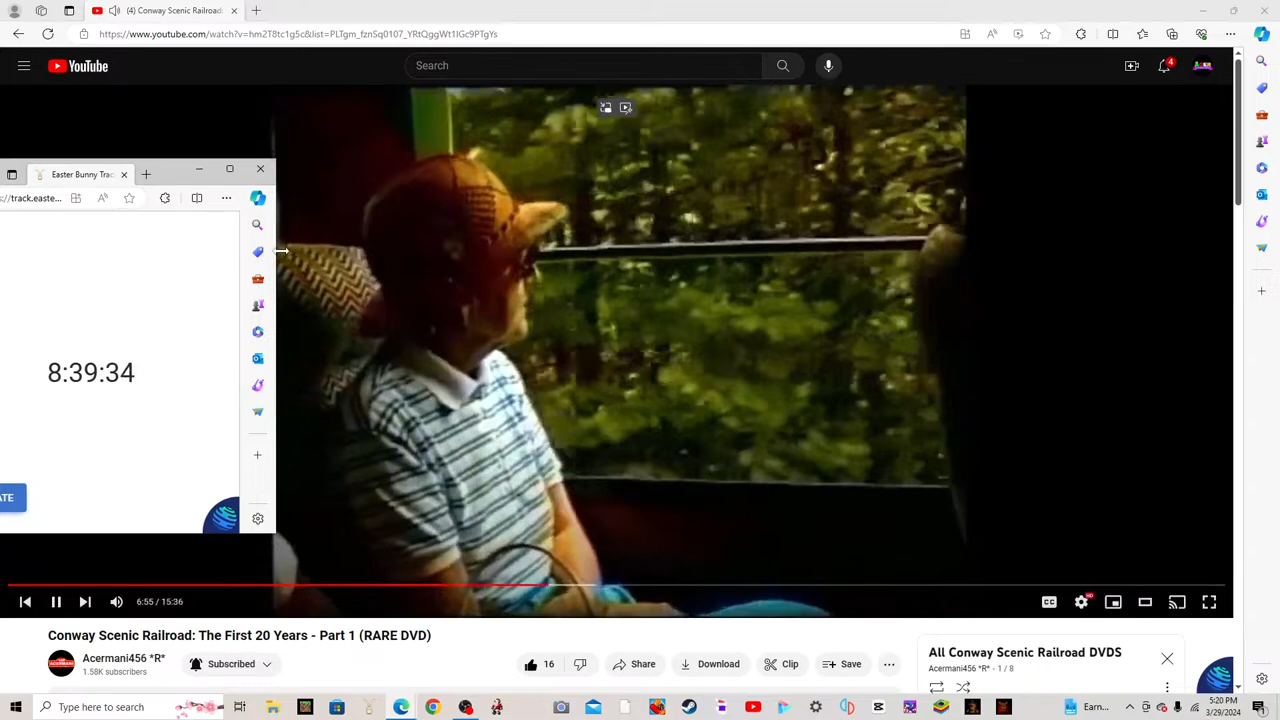 (4) Conway Scenic Railroad:
https://www.youtube.com/watch?v=hm2T8tc1g5c&list=PLTgm_fznSq0107_YRtQggWt1IGc9PTgYs
YouTube
Search
4
Easter Bunny Trac
://track.easte...
8:39:34
ATE
6:55 / 15:36
HD
Conway Scenic Railroad: The First 20 Years - Part 1 (RARE DVD)
ACERMANI
Acermani456 *R*
1.58K subscribers
Subscribed
16
Share
Download
Clip
Save
All Conway Scenic Railroad DVDS
Acermani456 *R* - 1 / 8
Type here to search
Earn...
5:20 PM
3/29/2024